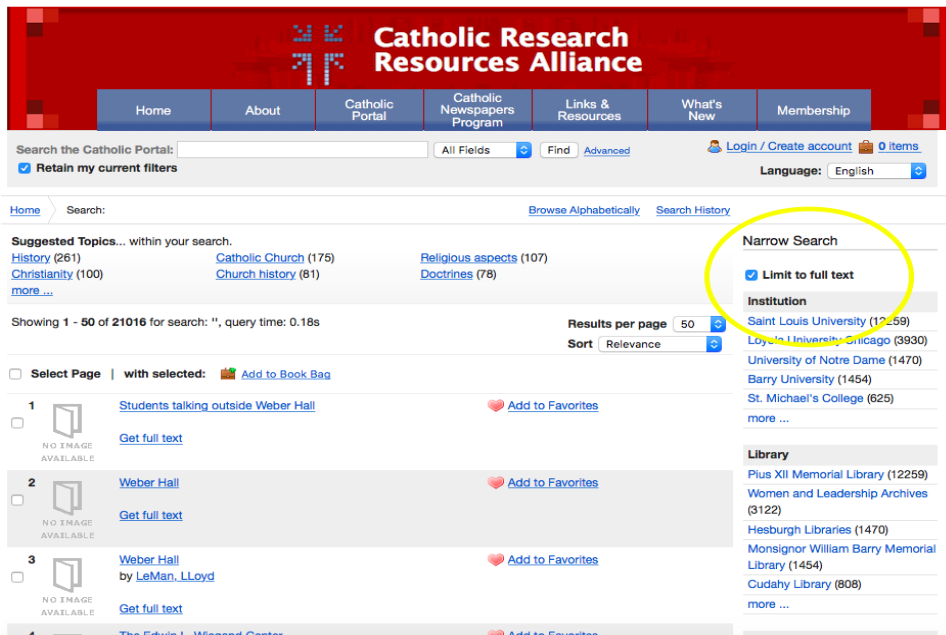 Catholic Research
Resources Alliance
Home
About
Catholic
Portal
Catholic
Newspapers
Program
Links &
Resources
What's
New
Membership
Search the Catholic Portal:
All Fields
Find
Advanced
Login / Create account
0 items
Retain my current filters
Language:
English
Home
Search:
Browse Alphabetically
Search History
Suggested Topics... within your search.
History (261)
Catholic Church (175)
Religious aspects (107)
Christianity (100)
Church history (81)
Doctrines (78)
more ...
Showing 1 - 50 of 21016 for search: '', query time: 0.18s
Results per page 50
Sort Relevance
Select Page | with selected: Add to Book Bag
1
Students talking outside Weber Hall
Add to Favorites
Get full text
NO IMAGE
AVAILABLE
2
Weber Hall
Add to Favorites
Get full text
NO IMAGE
AVAILABLE
3
Weber Hall
Add to Favorites
by LeMan, LLoyd
Get full text
NO IMAGE
AVAILABLE
4
The Edwin L. Wiegand Center
Add to Favorites
Narrow Search
Limit to full text
Institution
Saint Louis University (12259)
Loyola University Chicago (3930)
University of Notre Dame (1470)
Barry University (1454)
St. Michael's College (625)
more ...
Library
Pius XII Memorial Library (12259)
Women and Leadership Archives
(3122)
Hesburgh Libraries (1470)
Monsignor William Barry Memorial
Library (1454)
Cudahy Library (808)
more ...